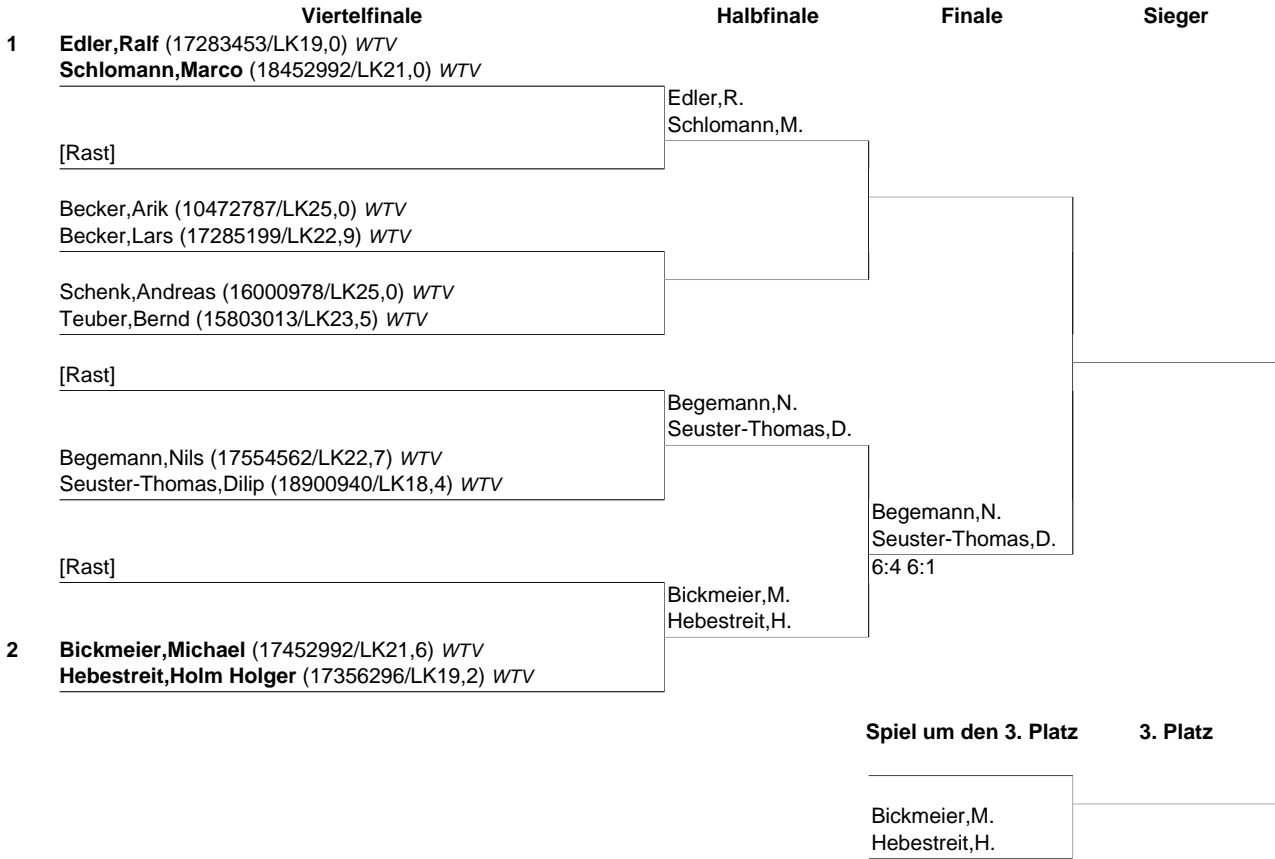 Viertelfinale Halbfinale Finale Sieger
1 Edler,Ralf (17283453/LK19,0) WTV
Schlomann,Marco (18452992/LK21,0) WTV
Edler,R.
Schlomann,M.
[Rast]
Becker,Arik (10472787/LK25,0) WTV
Becker,Lars (17285199/LK22,9) WTV
Schenk,Andreas (16000978/LK25,0) WTV
Teuber,Bernd (15803013/LK23,5) WTV
[Rast]
Begemann,N.
Seuster-Thomas,D.
Begemann,Nils (17554562/LK22,7) WTV
Seuster-Thomas,Dilip (18900940/LK18,4) WTV
Begemann,N.
Seuster-Thomas,D.
[Rast] 6:4 6:1
Bickmeier,M.
Hebestreit,H.
2 Bickmeier,Michael (17452992/LK21,6) WTV
Hebestreit,Holm Holger (17356296/LK19,2) WTV
Spiel um den 3. Platz 3. Platz
Bickmeier,M.
Hebestreit,H.